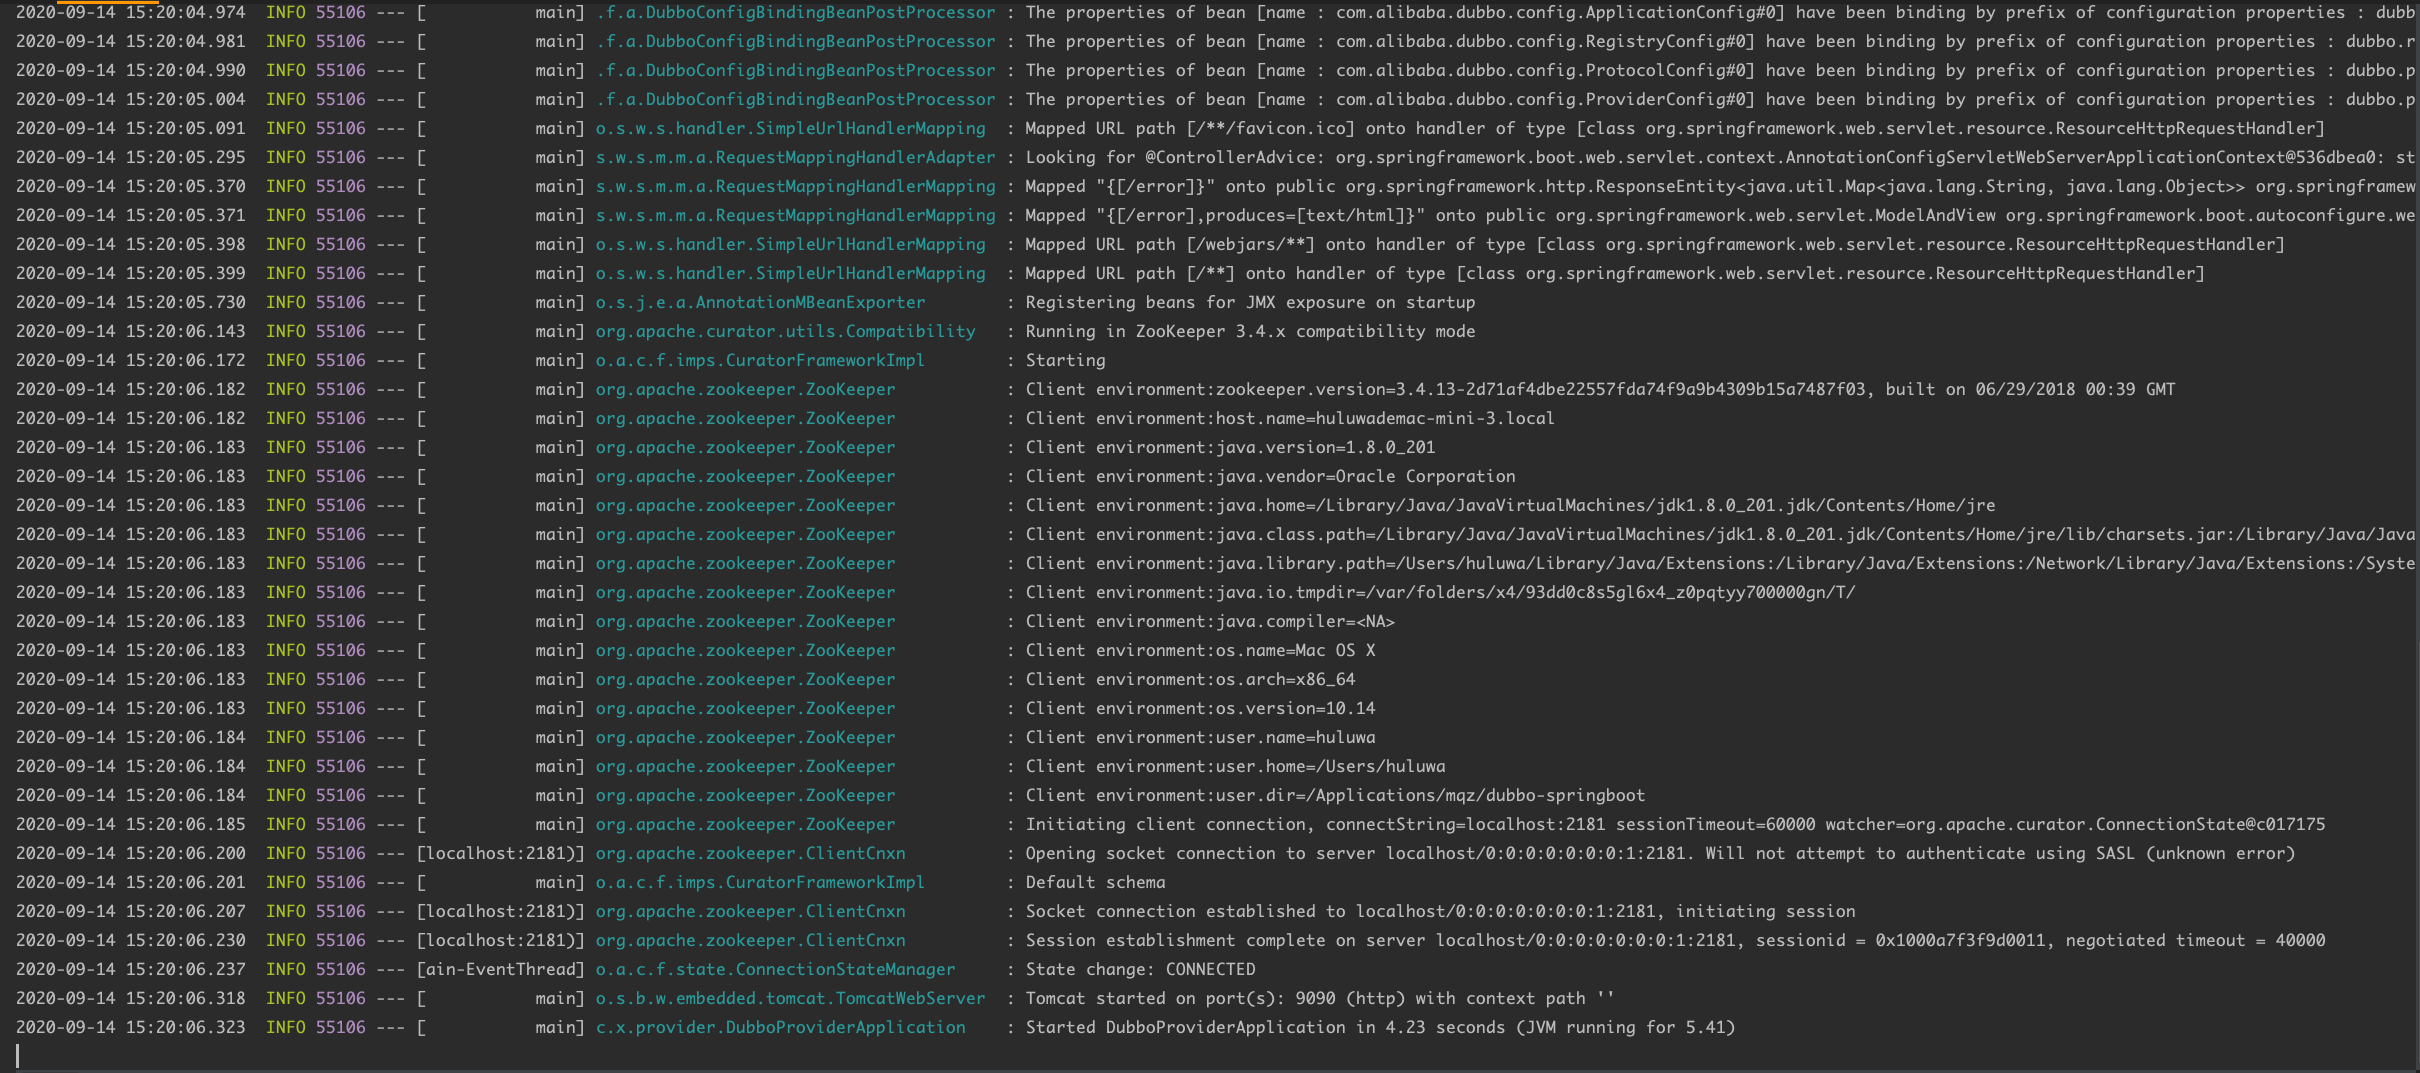 2020-09-14 15:20:04.974  INFO 55106 --- [           main] .f.a.DubboConfigBindingBeanPostProcessor : The properties of bean [name : com.alibaba.dubbo.config.ApplicationConfig#0] have been binding by prefix of configuration properties : dubb
2020-09-14 15:20:04.981  INFO 55106 --- [           main] .f.a.DubboConfigBindingBeanPostProcessor : The properties of bean [name : com.alibaba.dubbo.config.RegistryConfig#0] have been binding by prefix of configuration properties : dubbo.r
2020-09-14 15:20:04.990  INFO 55106 --- [           main] .f.a.DubboConfigBindingBeanPostProcessor : The properties of bean [name : com.alibaba.dubbo.config.ProtocolConfig#0] have been binding by prefix of configuration properties : dubbo.p
2020-09-14 15:20:05.004  INFO 55106 --- [           main] .f.a.DubboConfigBindingBeanPostProcessor : The properties of bean [name : com.alibaba.dubbo.config.ProviderConfig#0] have been binding by prefix of configuration properties : dubbo.p
2020-09-14 15:20:05.091  INFO 55106 --- [           main] o.s.w.s.handler.SimpleUrlHandlerMapping  : Mapped URL path [/**/favicon.ico] onto handler of type [class org.springframework.web.servlet.resource.ResourceHttpRequestHandler]
2020-09-14 15:20:05.295  INFO 55106 --- [           main] s.w.s.m.m.a.RequestMappingHandlerAdapter : Looking for @ControllerAdvice: org.springframework.boot.web.servlet.context.AnnotationConfigServletWebServerApplicationContext@536dbea0: st
2020-09-14 15:20:05.370  INFO 55106 --- [           main] s.w.s.m.m.a.RequestMappingHandlerMapping : Mapped "{[/error]}" onto public org.springframework.http.ResponseEntity<java.util.Map<java.lang.String, java.lang.Object>> org.springframew
2020-09-14 15:20:05.371  INFO 55106 --- [           main] s.w.s.m.m.a.RequestMappingHandlerMapping : Mapped "{[/error],produces=[text/html]}" onto public org.springframework.web.servlet.ModelAndView org.springframework.boot.autoconfigure.we
2020-09-14 15:20:05.398  INFO 55106 --- [           main] o.s.w.s.handler.SimpleUrlHandlerMapping  : Mapped URL path [/webjars/**] onto handler of type [class org.springframework.web.servlet.resource.ResourceHttpRequestHandler]
2020-09-14 15:20:05.399  INFO 55106 --- [           main] o.s.w.s.handler.SimpleUrlHandlerMapping  : Mapped URL path [/**] onto handler of type [class org.springframework.web.servlet.resource.ResourceHttpRequestHandler]
2020-09-14 15:20:05.730  INFO 55106 --- [           main] o.s.j.e.a.AnnotationMBeanExporter        : Registering beans for JMX exposure on startup
2020-09-14 15:20:06.143  INFO 55106 --- [           main] org.apache.curator.utils.Compatibility   : Running in ZooKeeper 3.4.x compatibility mode
2020-09-14 15:20:06.172  INFO 55106 --- [           main] o.a.c.f.imps.CuratorFrameworkImpl        : Starting
2020-09-14 15:20:06.182  INFO 55106 --- [           main] org.apache.zookeeper.ZooKeeper           : Client environment:zookeeper.version=3.4.13-2d71af4dbe22557fda74f9a9b4309b15a7487f03, built on 06/29/2018 00:39 GMT
2020-09-14 15:20:06.182  INFO 55106 --- [           main] org.apache.zookeeper.ZooKeeper           : Client environment:host.name=huluwademac-mini-3.local
2020-09-14 15:20:06.183  INFO 55106 --- [           main] org.apache.zookeeper.ZooKeeper           : Client environment:java.version=1.8.0_201
2020-09-14 15:20:06.183  INFO 55106 --- [           main] org.apache.zookeeper.ZooKeeper           : Client environment:java.vendor=Oracle Corporation
2020-09-14 15:20:06.183  INFO 55106 --- [           main] org.apache.zookeeper.ZooKeeper           : Client environment:java.home=/Library/Java/JavaVirtualMachines/jdk1.8.0_201.jdk/Contents/Home/jre
2020-09-14 15:20:06.183  INFO 55106 --- [           main] org.apache.zookeeper.ZooKeeper           : Client environment:java.class.path=/Library/Java/JavaVirtualMachines/jdk1.8.0_201.jdk/Contents/Home/jre/lib/charsets.jar:/Library/Java/Java
2020-09-14 15:20:06.183  INFO 55106 --- [           main] org.apache.zookeeper.ZooKeeper           : Client environment:java.library.path=/Users/huluwa/Library/Java/Extensions:/Library/Java/Extensions:/Network/Library/Java/Extensions:/Syste
2020-09-14 15:20:06.183  INFO 55106 --- [           main] org.apache.zookeeper.ZooKeeper           : Client environment:java.io.tmpdir=/var/folders/x4/93dd0c8s5gl6x4_z0pqtyy700000gn/T/
2020-09-14 15:20:06.183  INFO 55106 --- [           main] org.apache.zookeeper.ZooKeeper           : Client environment:java.compiler=<NA>
2020-09-14 15:20:06.183  INFO 55106 --- [           main] org.apache.zookeeper.ZooKeeper           : Client environment:os.name=Mac OS X
2020-09-14 15:20:06.183  INFO 55106 --- [           main] org.apache.zookeeper.ZooKeeper           : Client environment:os.arch=x86_64
2020-09-14 15:20:06.183  INFO 55106 --- [           main] org.apache.zookeeper.ZooKeeper           : Client environment:os.version=10.14
2020-09-14 15:20:06.184  INFO 55106 --- [           main] org.apache.zookeeper.ZooKeeper           : Client environment:user.name=huluwa
2020-09-14 15:20:06.184  INFO 55106 --- [           main] org.apache.zookeeper.ZooKeeper           : Client environment:user.home=/Users/huluwa
2020-09-14 15:20:06.184  INFO 55106 --- [           main] org.apache.zookeeper.ZooKeeper           : Client environment:user.dir=/Applications/mqz/dubbo-springboot
2020-09-14 15:20:06.185  INFO 55106 --- [           main] org.apache.zookeeper.ZooKeeper           : Initiating client connection, connectString=localhost:2181 sessionTimeout=60000 watcher=org.apache.curator.ConnectionState@c017175
2020-09-14 15:20:06.200  INFO 55106 --- [localhost:2181)] org.apache.zookeeper.ClientCnxn          : Opening socket connection to server localhost/0:0:0:0:0:0:0:1:2181. Will not attempt to authenticate using SASL (unknown error)
2020-09-14 15:20:06.201  INFO 55106 --- [           main] o.a.c.f.imps.CuratorFrameworkImpl        : Default schema
2020-09-14 15:20:06.207  INFO 55106 --- [localhost:2181)] org.apache.zookeeper.ClientCnxn          : Socket connection established to localhost/0:0:0:0:0:0:0:1:2181, initiating session
2020-09-14 15:20:06.230  INFO 55106 --- [localhost:2181)] org.apache.zookeeper.ClientCnxn          : Session establishment complete on server localhost/0:0:0:0:0:0:0:1:2181, sessionid = 0x1000a7f3f9d0011, negotiated timeout = 40000
2020-09-14 15:20:06.237  INFO 55106 --- [ain-EventThread] o.a.c.f.state.ConnectionStateManager     : State change: CONNECTED
2020-09-14 15:20:06.318  INFO 55106 --- [           main] o.s.b.w.embedded.tomcat.TomcatWebServer  : Tomcat started on port(s): 9090 (http) with context path ''
2020-09-14 15:20:06.323  INFO 55106 --- [           main] c.x.provider.DubboProviderApplication    : Started DubboProviderApplication in 4.23 seconds (JVM running for 5.41)